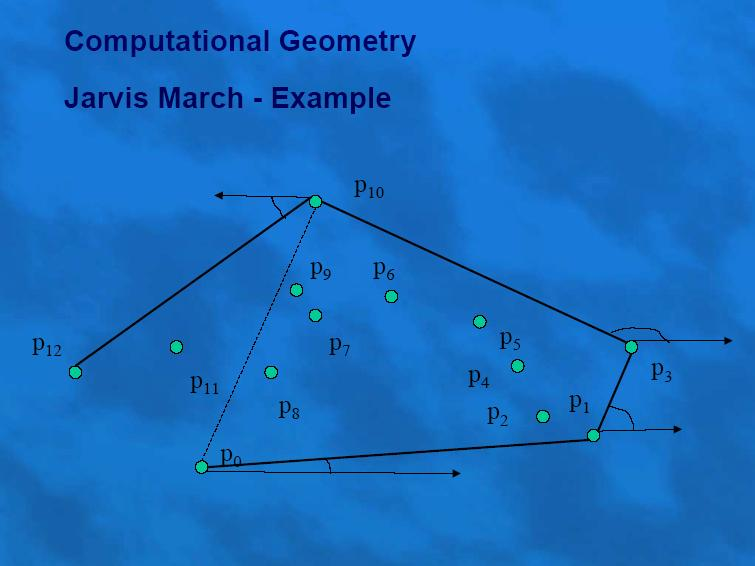 Computational Geometry
Jarvis March - Example
p10
p9
p6
p12
p7
p5
p3
p11
p4
p8
p2
p1
p0